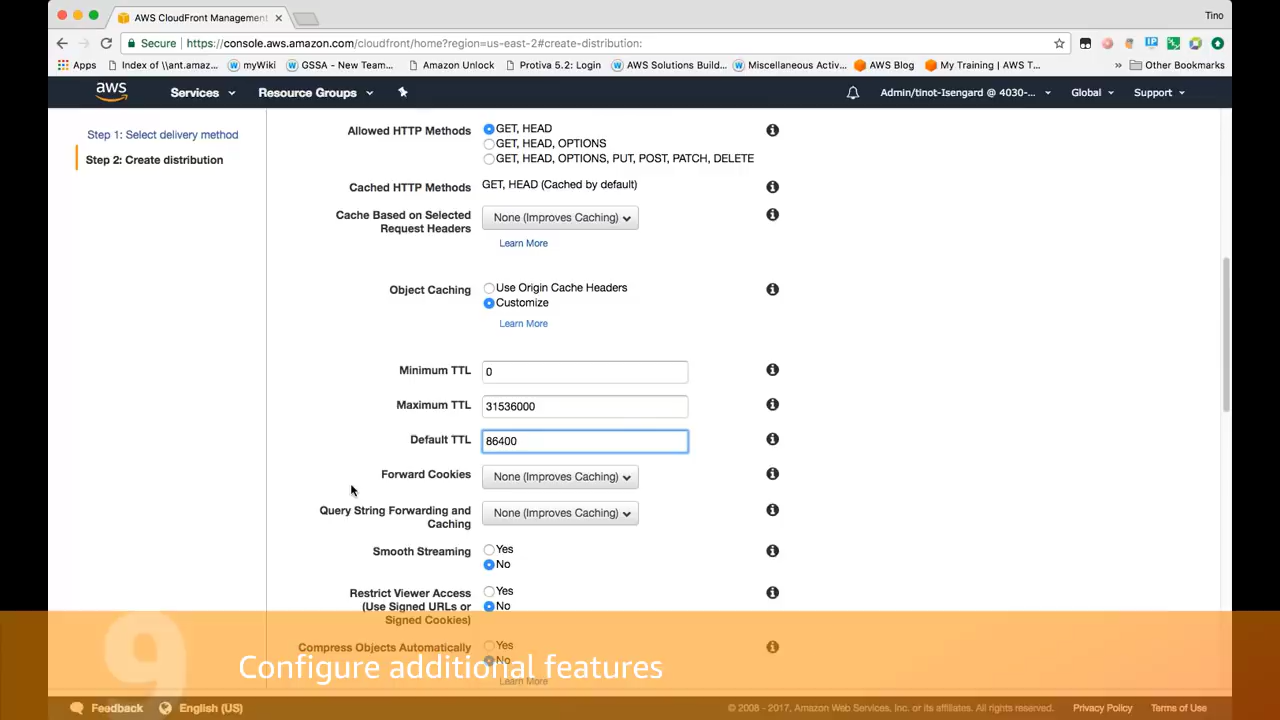 AWS CloudFront Management
Tino
Secure https://console.aws.amazon.com/cloudfront/home?region=us-east-2#create-distribution:
Apps Index of \\ant.amaz... myWiki GSSA - New Team... Amazon Unlock Protiva 5.2: Login AWS Solutions Buil... Miscellaneous Activ... AWS Blog My Training | AWS T... » Other Bookmarks
aws Services Resource Groups Admin/tinot-Isengard @ 4030-... Global Support
Step 1: Select delivery method
Step 2: Create distribution
Allowed HTTP Methods GET, HEAD
GET, HEAD, OPTIONS
GET, HEAD, OPTIONS, PUT, POST, PATCH, DELETE
Cached HTTP Methods GET, HEAD (Cached by default)
Cache Based on Selected None (Improves Caching)
Request Headers
Learn More
Object Caching Use Origin Cache Headers
Customize
Learn More
Minimum TTL 0
Maximum TTL 31536000
Default TTL 86400
Forward Cookies None (Improves Caching)
Query String Forwarding and None (Improves Caching)
Caching
Smooth Streaming Yes
No
Restrict Viewer Access Yes
(Use Signed URLs or No
Signed Cookies)
Compress Objects Automatically Yes
No
Learn More
9 Configure additional features
Feedback English (US) © 2008 - 2017, Amazon Web Services, Inc. or its affiliates. All rights reserved. Privacy Policy Terms of Use